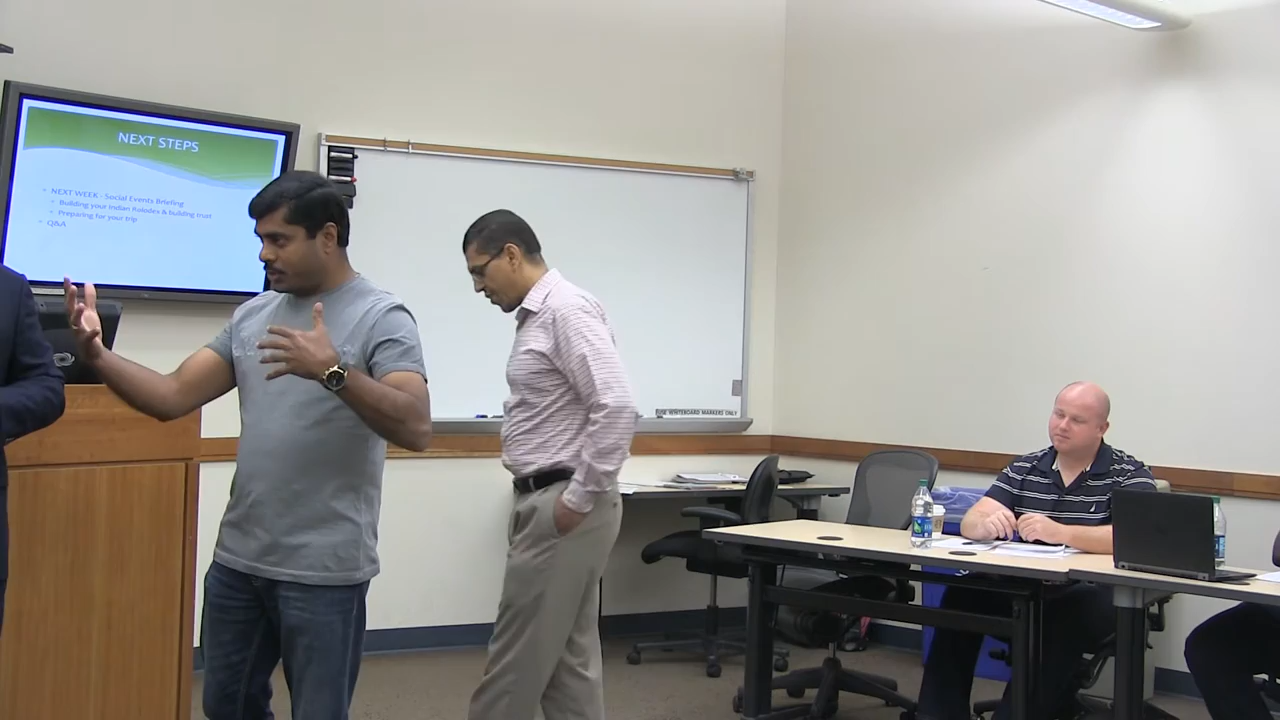 NEXT STEPS
NEXT WEEK - Social Events Briefing
Building your Indian Rolodex & building trust
Preparing for your trip
Q&A
USE WHITEBOARD MARKERS ONLY